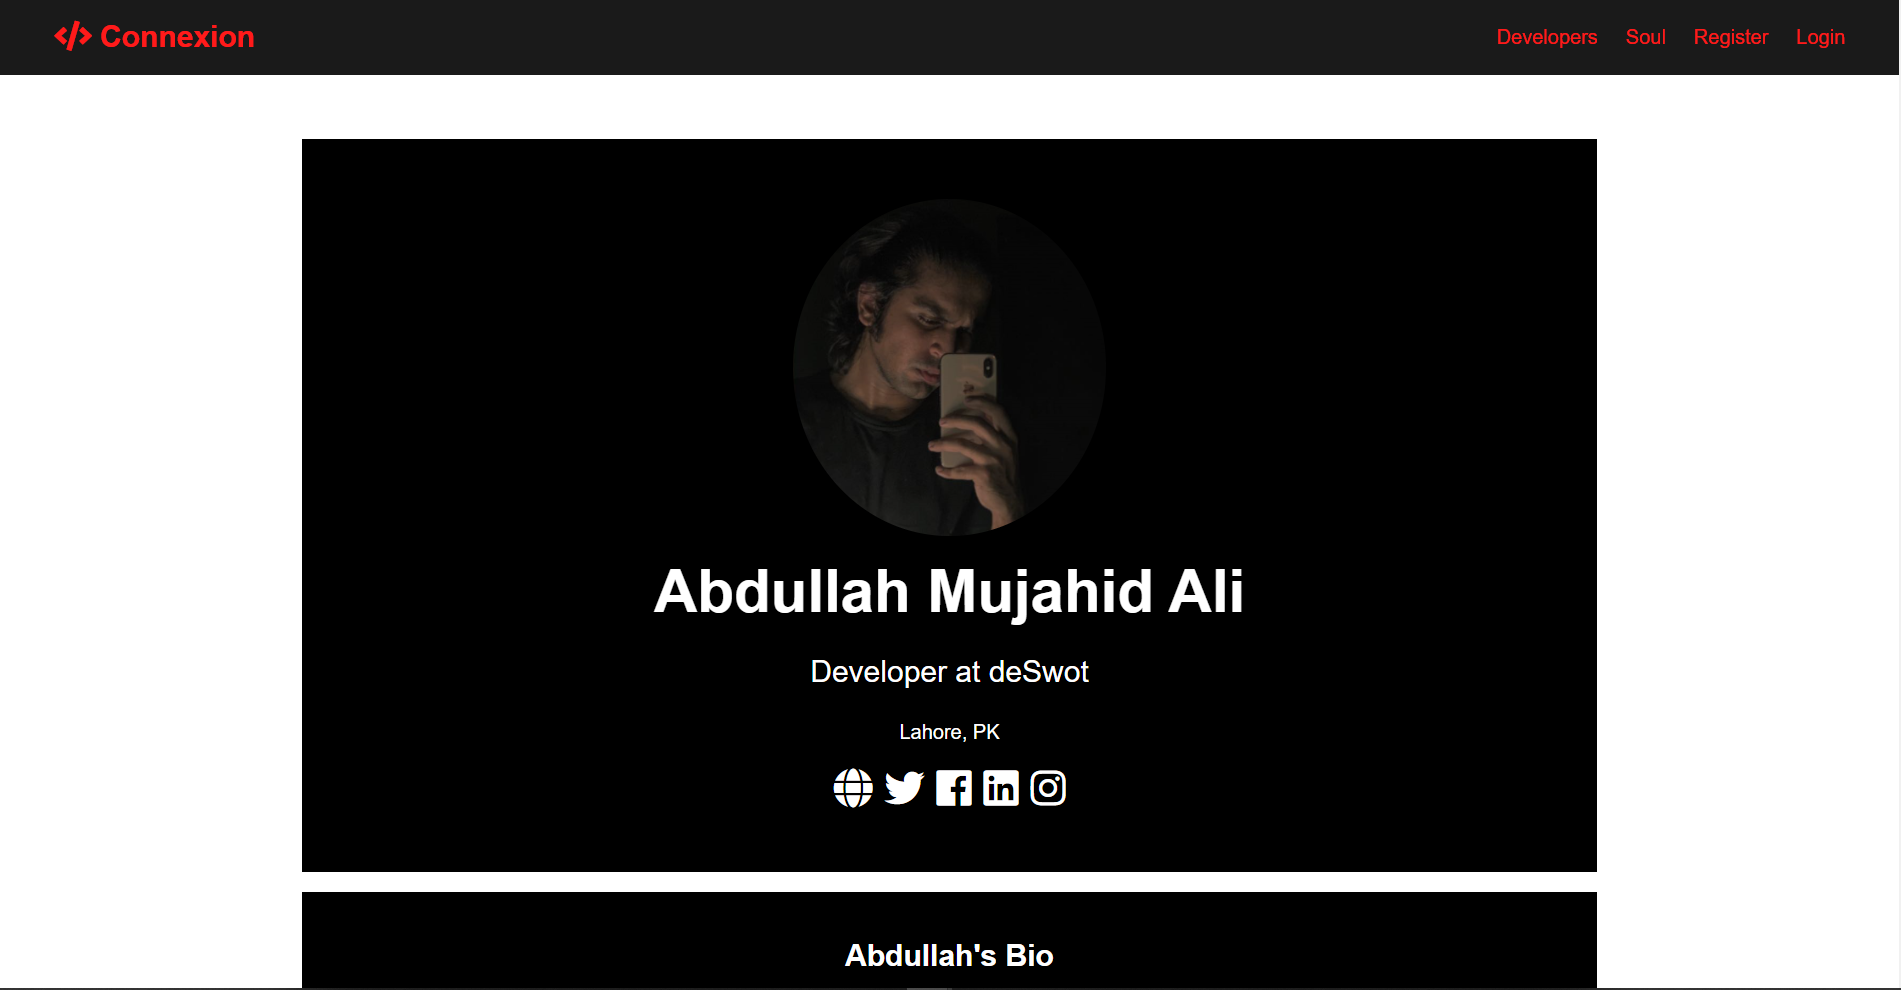 Connexion
Developers Soul Register Login
Abdullah Mujahid Ali
Developer at deSwot
Lahore, PK
Abdullah's Bio